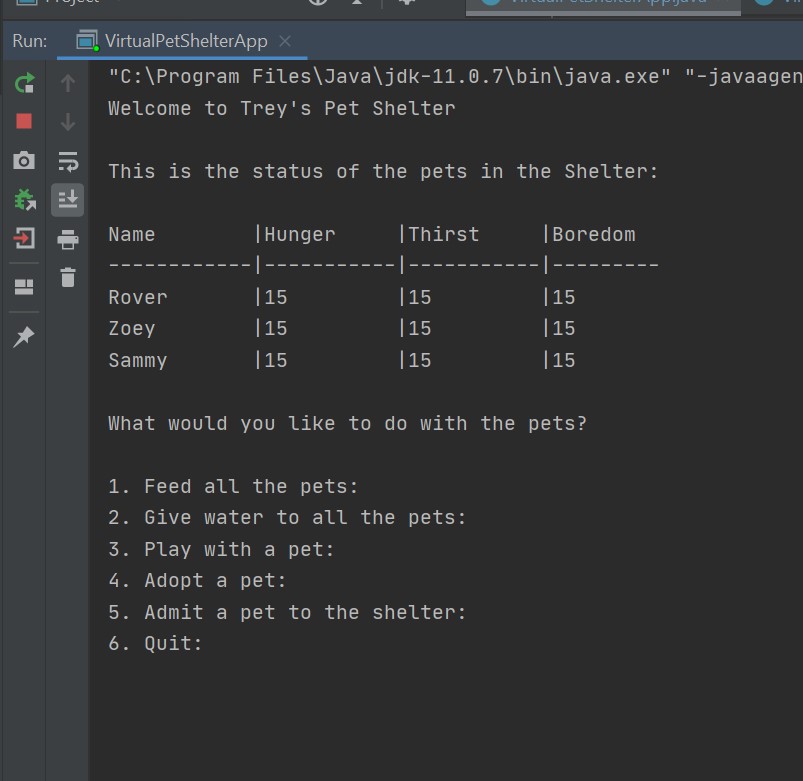 Project
VirtualPetShelterApp.java
Run: VirtualPetShelterApp
"C:\Program Files\Java\jdk-11.0.7\bin\java.exe" "-javaagen
Welcome to Trey's Pet Shelter
This is the status of the pets in the Shelter:
Name        |Hunger     |Thirst     |Boredom
------------|-----------|-----------|---------
Rover       |15         |15         |15
Zoey        |15         |15         |15
Sammy       |15         |15         |15
What would you like to do with the pets?
1. Feed all the pets:
2. Give water to all the pets:
3. Play with a pet:
4. Adopt a pet:
5. Admit a pet to the shelter:
6. Quit: